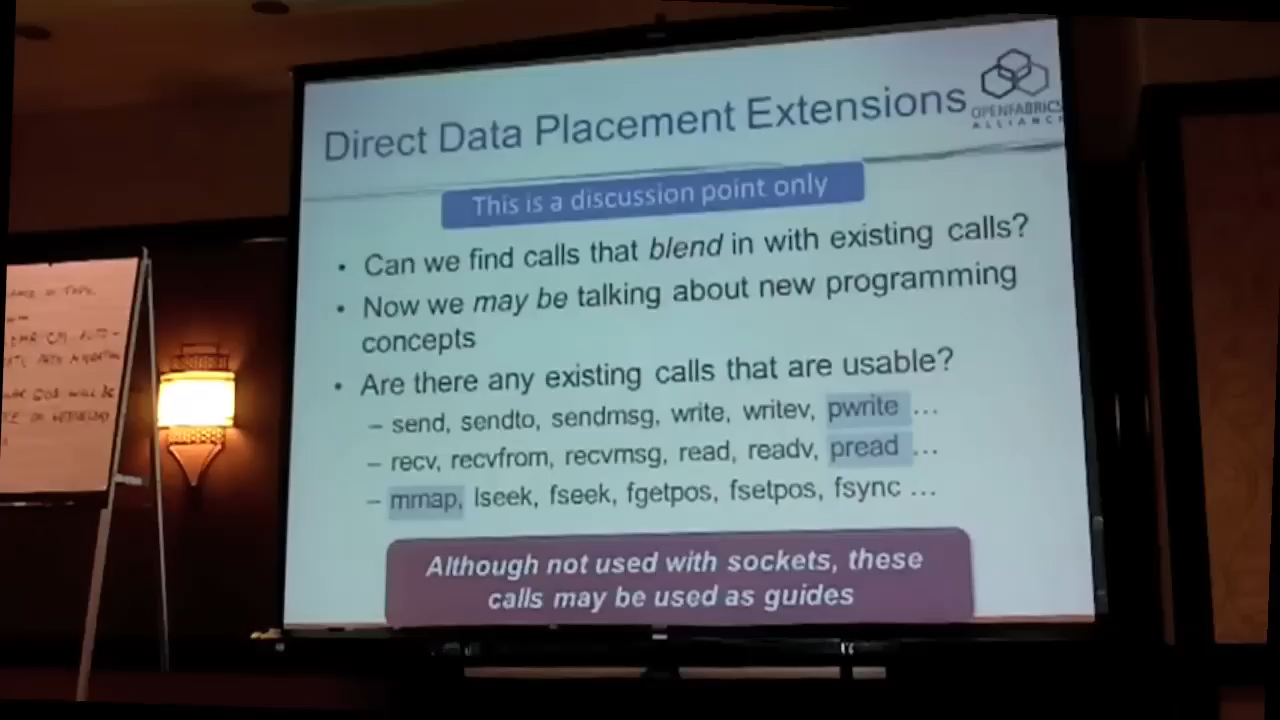 Direct Data Placement Extensions
OPENFABRICS
ALLIANCE
This is a discussion point only
• Can we find calls that blend in with existing calls?
• Now we may be talking about new programming
concepts
• Are there any existing calls that are usable?
– send, sendto, sendmsg, write, writev, pwrite ...
– recv, recvfrom, recvmsg, read, readv, pread ...
– mmap, lseek, fseek, fgetpos, fsetpos, fsync ...
Although not used with sockets, these
calls may be used as guides